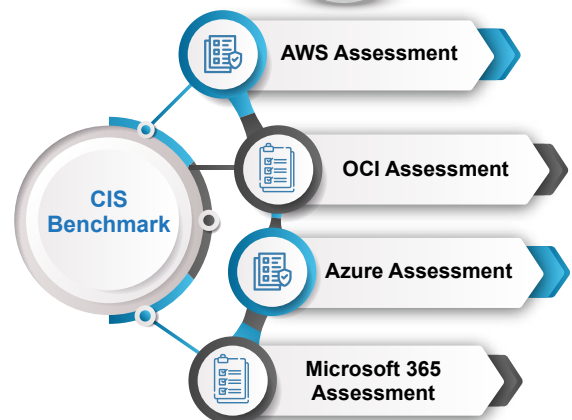 AWS Assessment
OCI Assessment
CIS
Benchmark
Azure Assessment
Microsoft 365
Assessment